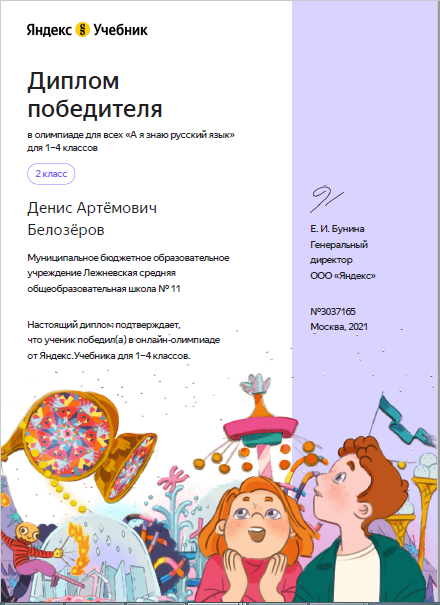 Яндекс § Учебник
Диплом
победителя
в олимпиаде для всех «А я знаю русский язык»
для 1–4 классов
2 класс
Денис Артёмович
Белозёров
Муниципальное бюджетное образовательное
учреждение Лежневская средняя
общеобразовательная школа № 11
Настоящий диплом подтверждает,
что ученик победил(а) в онлайн-олимпиаде
от Яндекс.Учебника для 1–4 классов.
Е. И. Бунина
Генеральный
директор
ООО «Яндекс»
№3037165
Москва, 2021